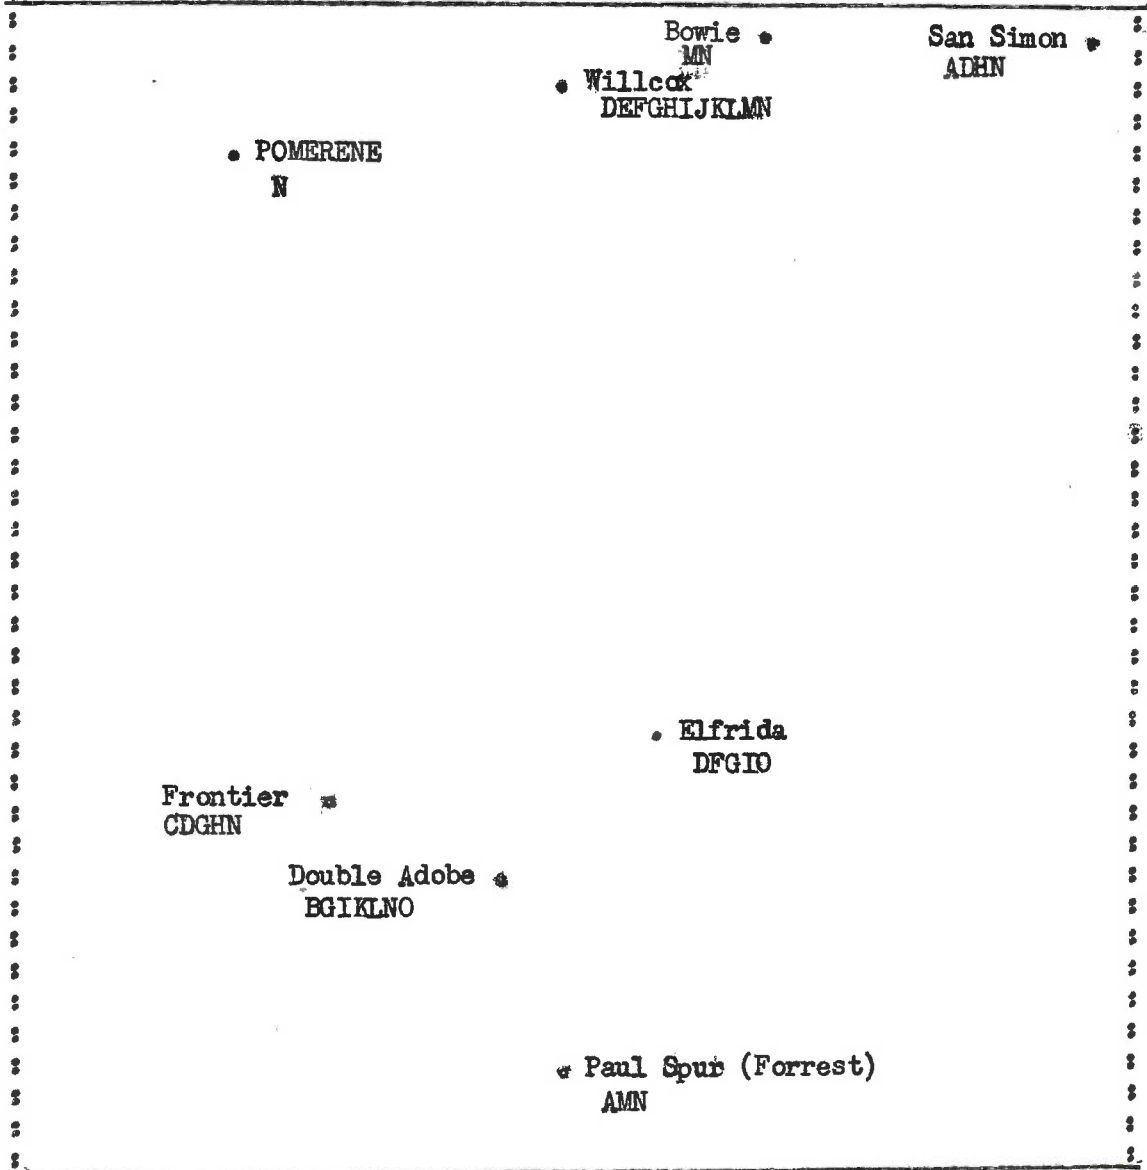 Bowie
MN
San Simon
ADHN
Willcox
DEFGHIJKLMN
POMERENE
N
Elfrida
DFGIO
Frontier
CDGHN
Double Adobe
BGIKLNO
Paul Spur (Forrest)
AMN